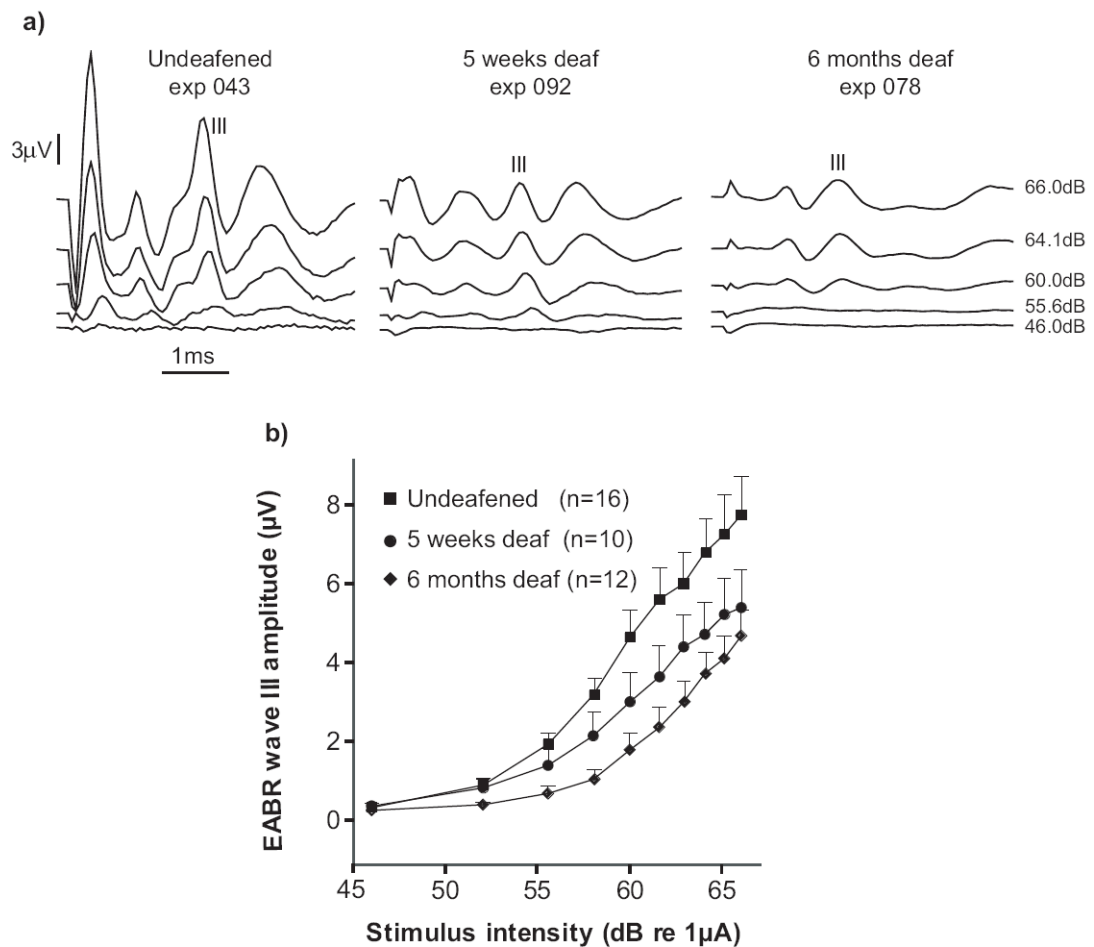 a)
Undeafened
exp 043
5 weeks deaf
exp 092
6 months deaf
exp 078
3µV
III
III
III
66.0dB
64.1dB
60.0dB
55.6dB
46.0dB
1ms
b)
EABR wave III amplitude (µV)
8
6
4
2
0
Undeafened (n=16)
5 weeks deaf (n=10)
6 months deaf (n=12)
45 50 55 60 65
Stimulus intensity (dB re 1µA)